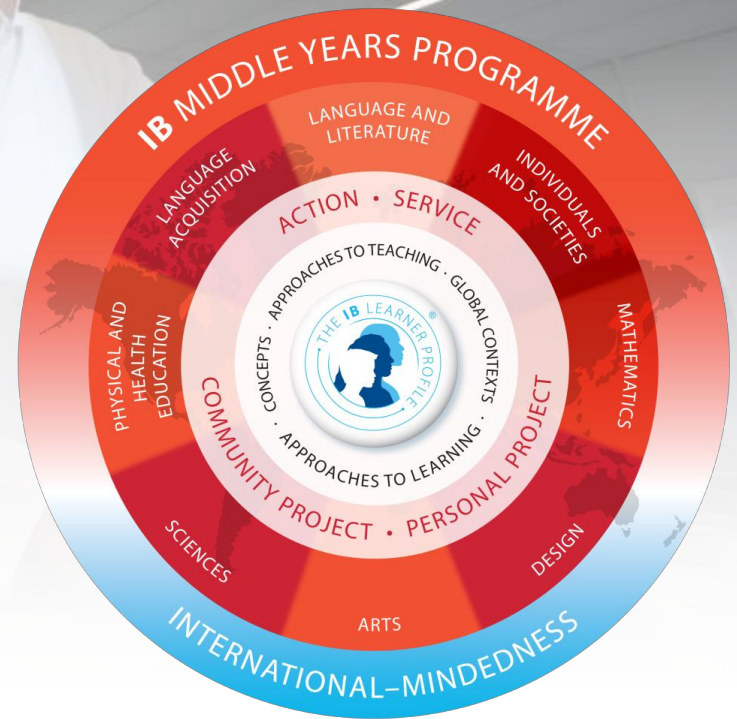 IB MIDDLE YEARS PROGRAMME
LANGUAGE AND
LITERATURE
INDIVIDUALS
AND SOCIETIES
MATHEMATICS
DESIGN
ARTS
SCIENCES
PHYSICAL AND
HEALTH
EDUCATION
LANGUAGE
ACQUISITION
ACTION • SERVICE
COMMUNITY PROJECT • PERSONAL PROJECT
APPROACHES TO TEACHING · GLOBAL CONTEXTS ·
APPROACHES TO LEARNING · CONCEPTS ·
THE IB LEARNER PROFILE
®
INTERNATIONAL–MINDEDNESS